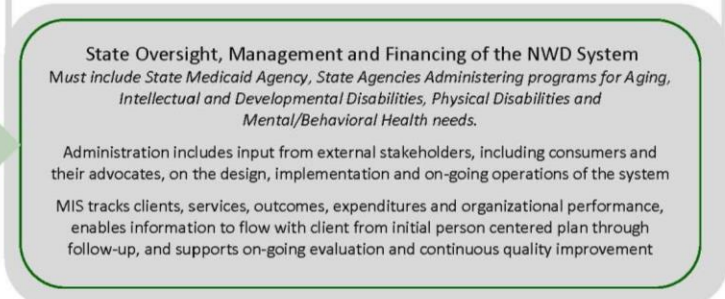 State Oversight, Management and Financing of the NWD System
Must include State Medicaid Agency, State Agencies Administering programs for Aging,
Intellectual and Developmental Disabilities, Physical Disabilities and
Mental/Behavioral Health needs.
Administration includes input from external stakeholders, including consumers and
their advocates, on the design, implementation and on-going operations of the system
MIS tracks clients, services, outcomes, expenditures and organizational performance,
enables information to flow with client from initial person centered plan through
follow-up, and supports on-going evaluation and continuous quality improvement